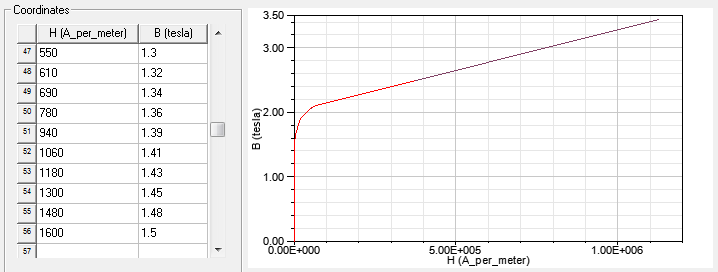 Coordinates
H (A_per_meter) B (tesla)
47 550 1.3
48 610 1.32
49 690 1.34
50 780 1.36
51 940 1.39
52 1060 1.41
53 1180 1.43
54 1300 1.45
55 1480 1.48
56 1600 1.5
57
3.50
3.00
2.00
1.00
0.00
B (tesla)
0.00E+000 5.00E+005 1.00E+006
H (A_per_meter)